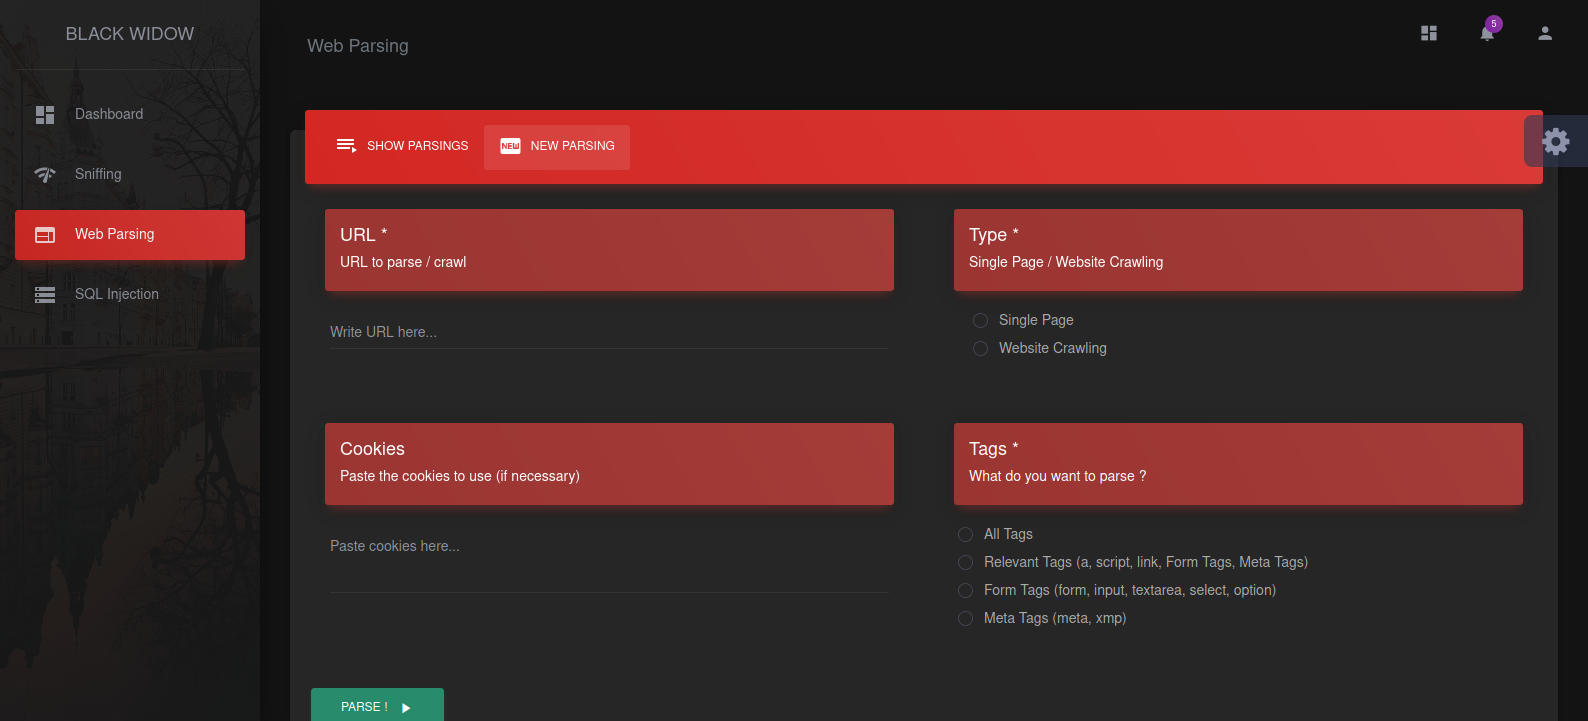 BLACK WIDOW
Dashboard
Sniffing
Web Parsing
SQL Injection
Web Parsing
5
SHOW PARSINGS
NEW NEW PARSING
URL *
URL to parse / crawl
Write URL here...
Type *
Single Page / Website Crawling
Single Page
Website Crawling
Cookies
Paste the cookies to use (if necessary)
Paste cookies here...
Tags *
What do you want to parse ?
All Tags
Relevant Tags (a, script, link, Form Tags, Meta Tags)
Form Tags (form, input, textarea, select, option)
Meta Tags (meta, xmp)
PARSE !